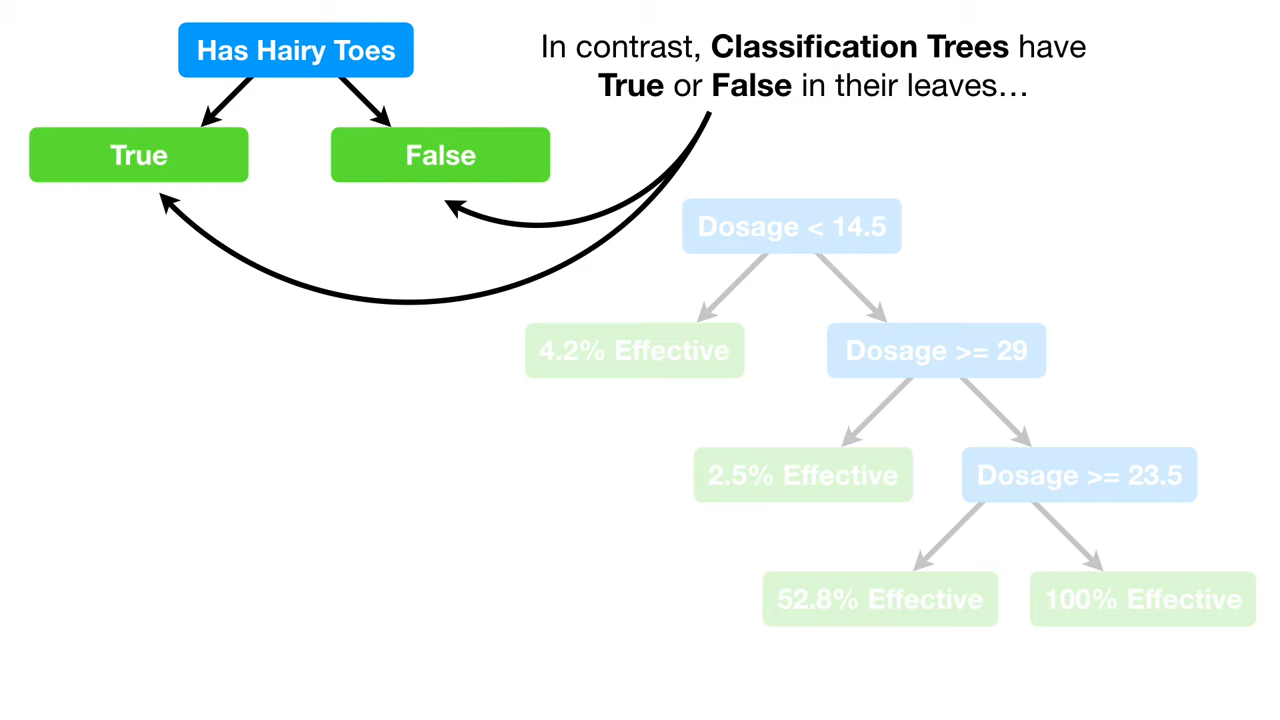 Has Hairy Toes
True
False
In contrast, Classification Trees have
True or False in their leaves…
Dosage < 14.5
4.2% Effective
Dosage >= 29
2.5% Effective
Dosage >= 23.5
52.8% Effective
100% Effective